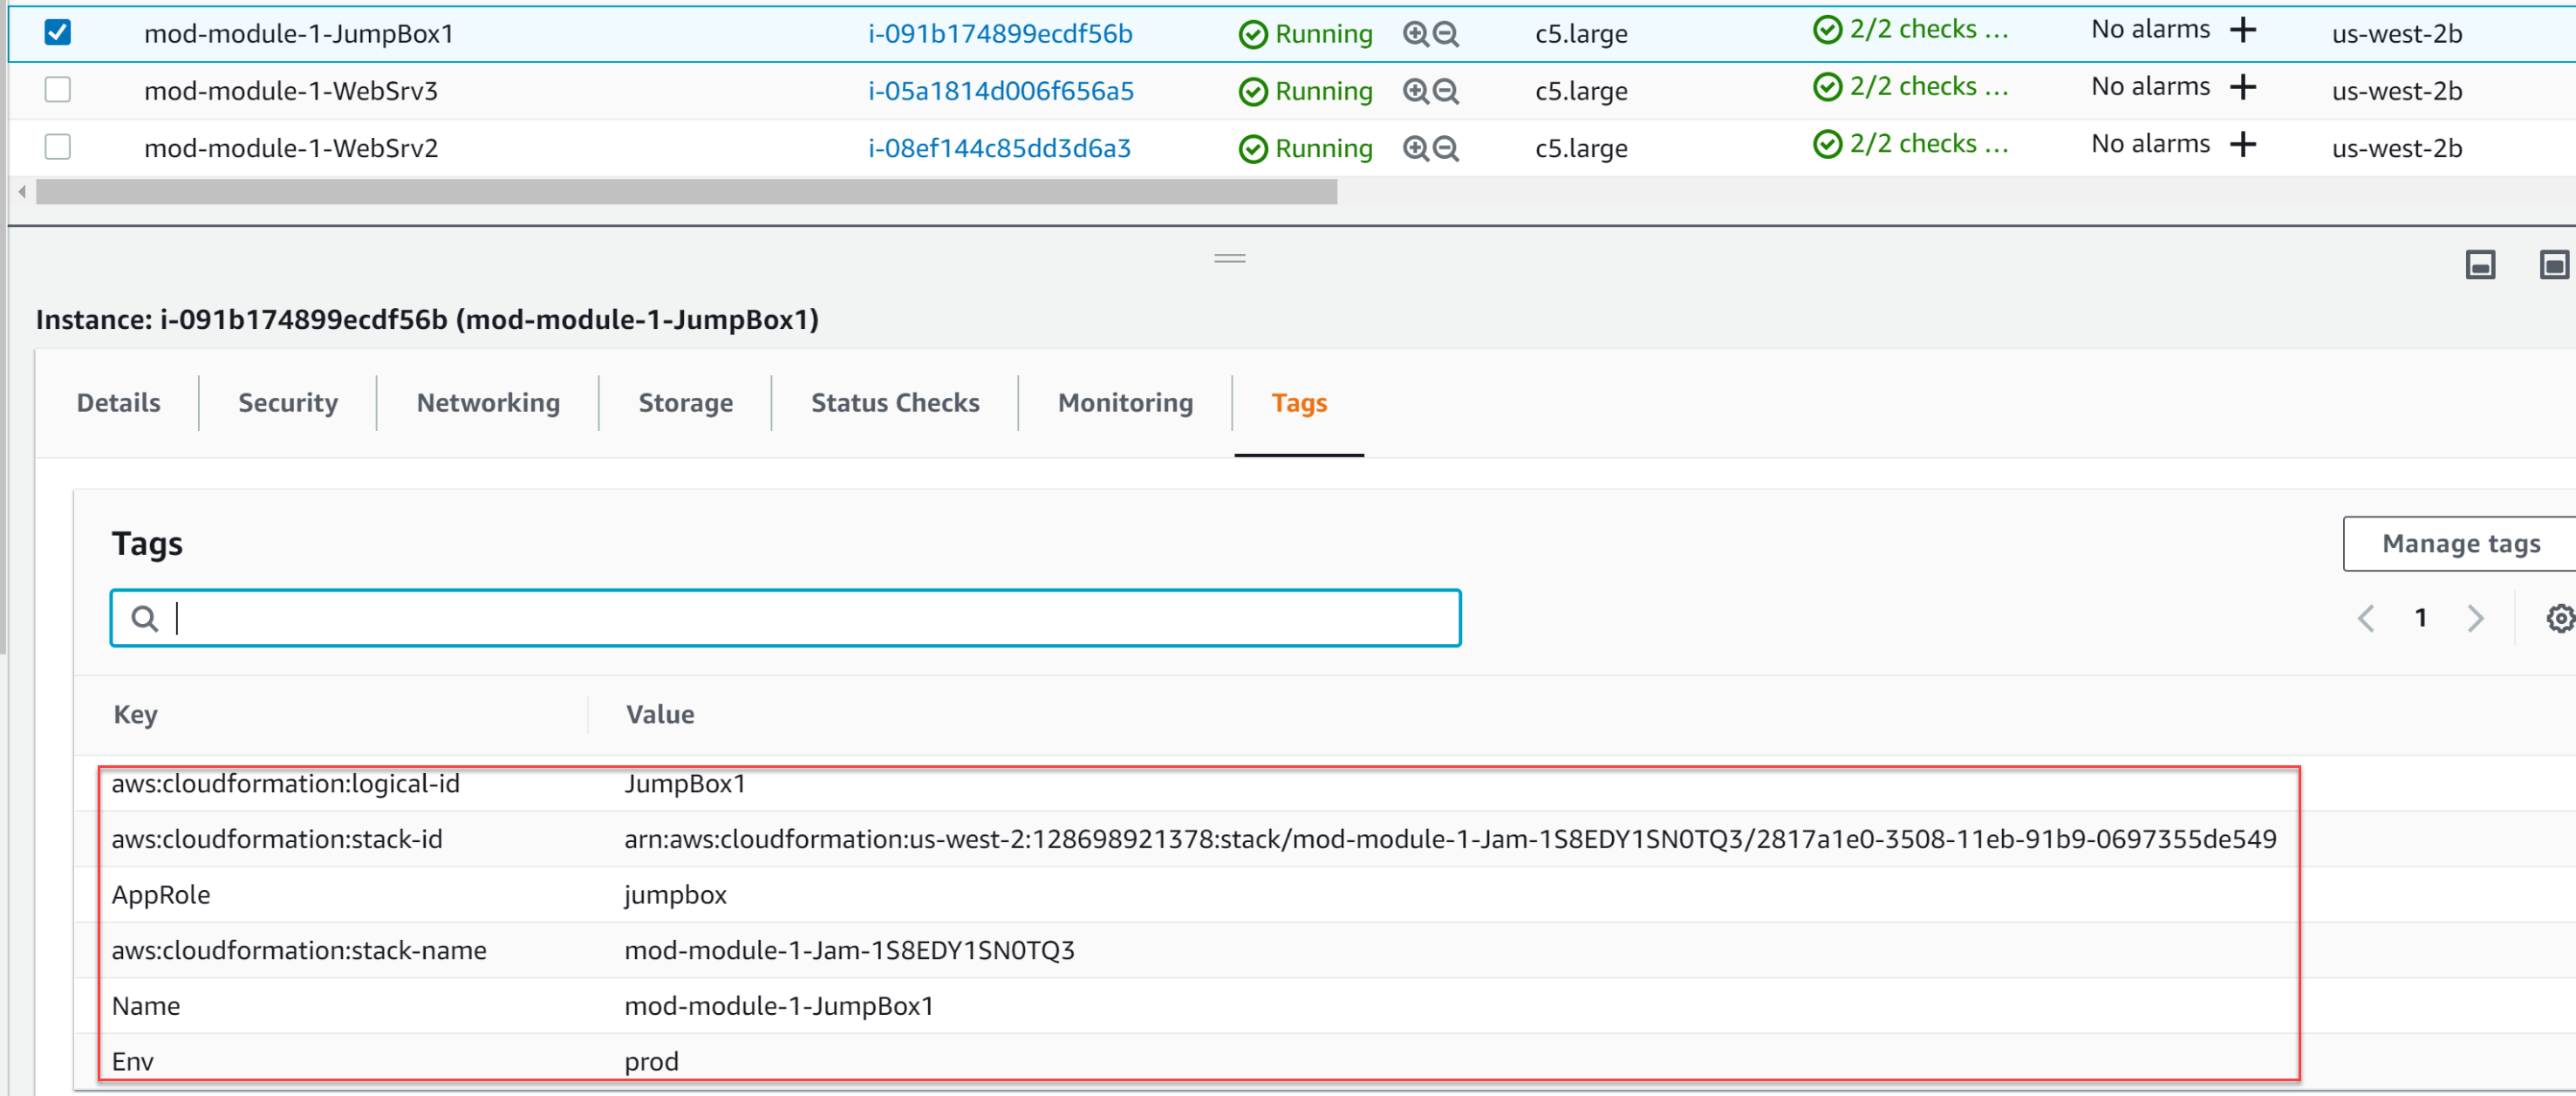 mod-module-1-JumpBox1 i-091b174899ecdf56b Running c5.large 2/2 checks ... No alarms + us-west-2b
mod-module-1-WebSrv3 i-05a1814d006f656a5 Running c5.large 2/2 checks ... No alarms + us-west-2b
mod-module-1-WebSrv2 i-08ef144c85dd3d6a3 Running c5.large 2/2 checks ... No alarms + us-west-2b
Instance: i-091b174899ecdf56b (mod-module-1-JumpBox1)
Details Security Networking Storage Status Checks Monitoring Tags
Tags Manage tags
1
Key Value
aws:cloudformation:logical-id JumpBox1
aws:cloudformation:stack-id arn:aws:cloudformation:us-west-2:128698921378:stack/mod-module-1-Jam-1S8EDY1SN0TQ3/2817a1e0-3508-11eb-91b9-0697355de549
AppRole jumpbox
aws:cloudformation:stack-name mod-module-1-Jam-1S8EDY1SN0TQ3
Name mod-module-1-JumpBox1
Env prod